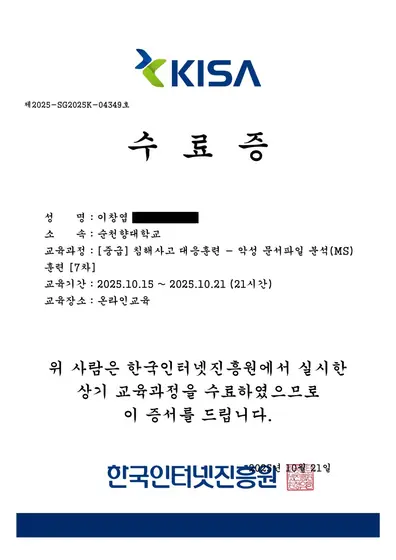 KISA
제2025-SG2025K-04349호
수 료 증
성 명 : 이창엽
소 속 : 순천향대학교
교육과정 : [중급] 침해사고 대응훈련 - 악성 문서파일 분석(MS)
훈련 [7차]
교육기간 : 2025.10.15 ~ 2025.10.21 (21시간)
교육장소 : 온라인교육
위 사람은 한국인터넷진흥원에서 실시한
상기 교육과정을 수료하였으므로
이 증서를 드립니다.
2025년 10월 21일
한국인터넷진흥원